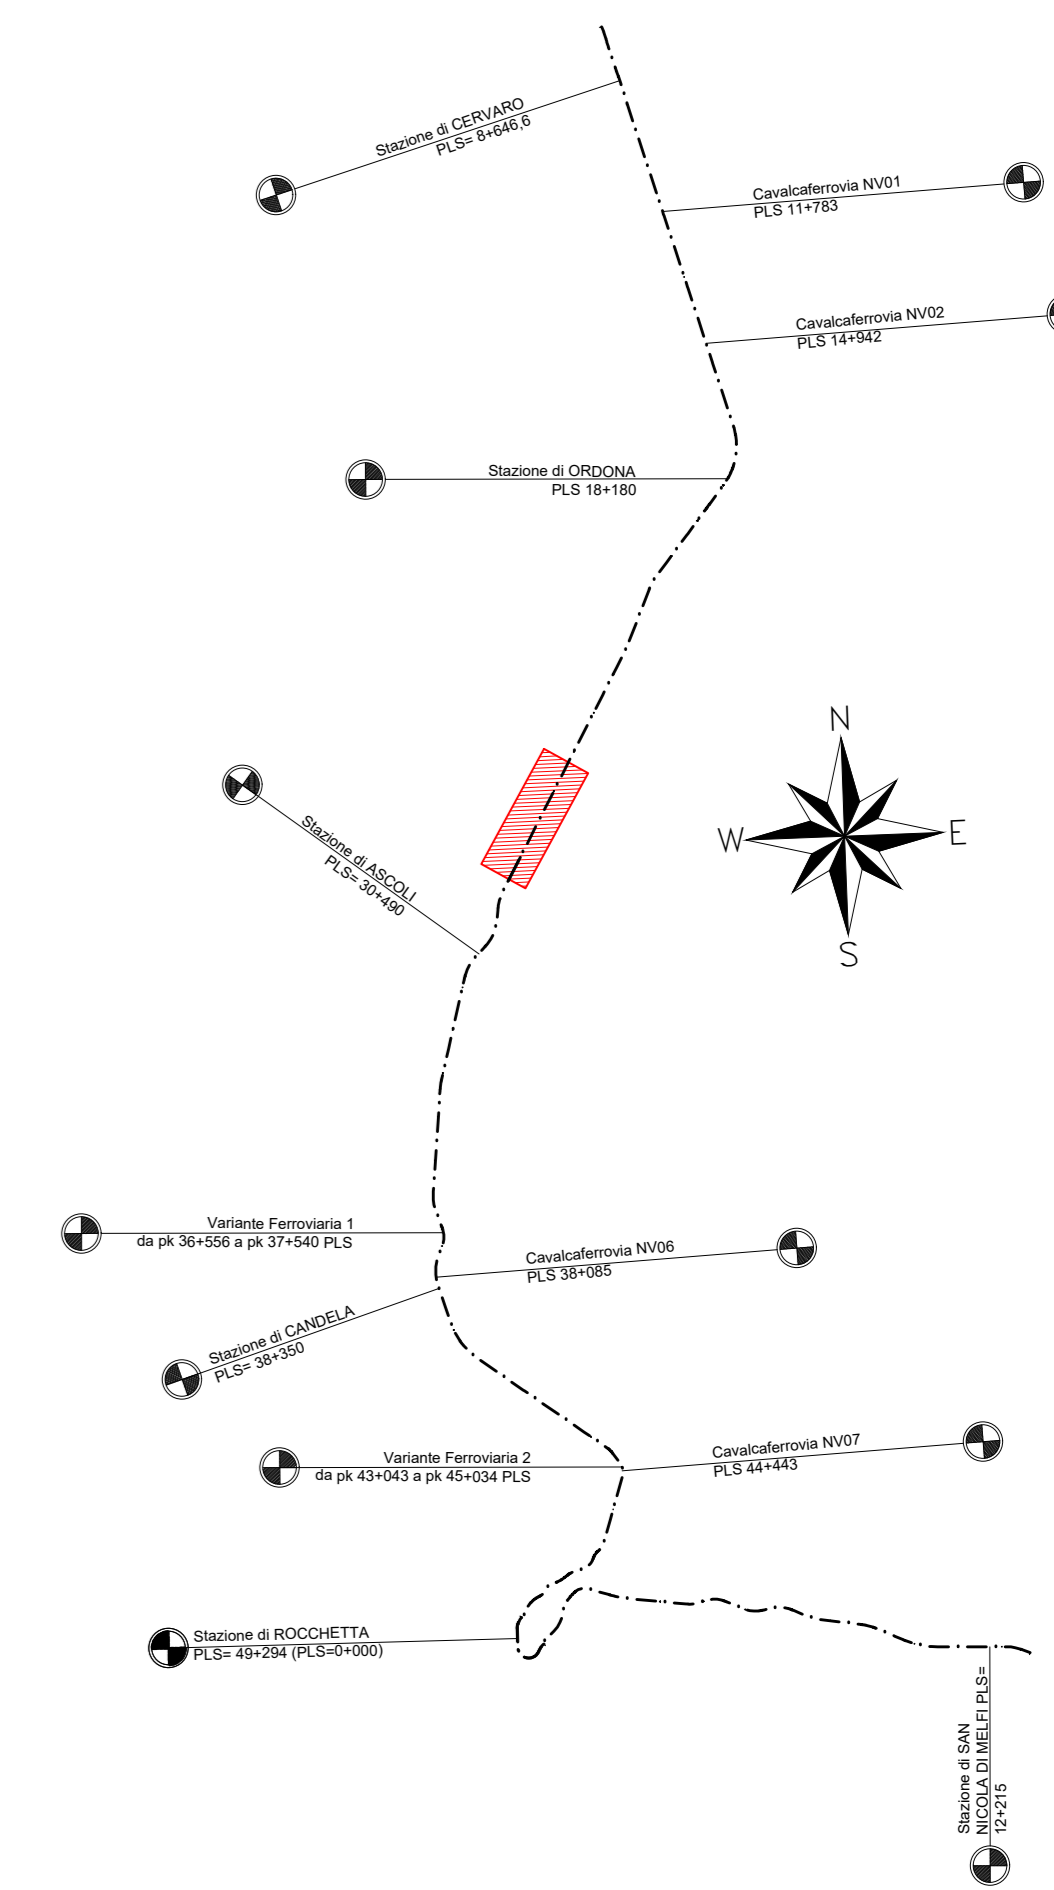 Stazione di CERVARO
PLS= 8+646,6
Cavalcaferrovia NV01
PLS 11+783
Cavalcaferrovia NV02
PLS 14+942
Stazione di ORDONA
PLS 18+180
N
W
E
S
Stazione di ASCOLI
PLS= 30+490
Variante Ferroviaria 1
da pk 36+556 a pk 37+540 PLS
Cavalcaferrovia NV06
PLS 38+085
Stazione di CANDELA
PLS= 38+350
Variante Ferroviaria 2
da pk 43+043 a pk 45+034 PLS
Cavalcaferrovia NV07
PLS 44+443
Stazione di ROCCHETTA
PLS= 49+294 (PLS=0+000)
Stazione di SAN
NICOLA DI MELFI PLS=
12+215